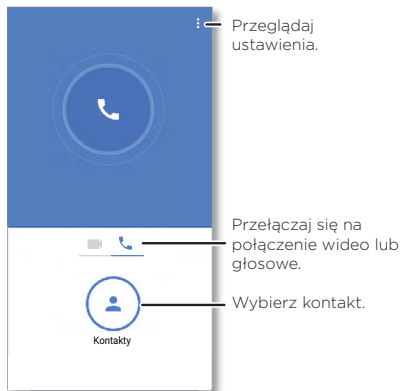 Przeglądaj
ustawienia.
Przełączaj się na
połączenie wideo lub
głosowe.
Wybierz kontakt.
Kontakty